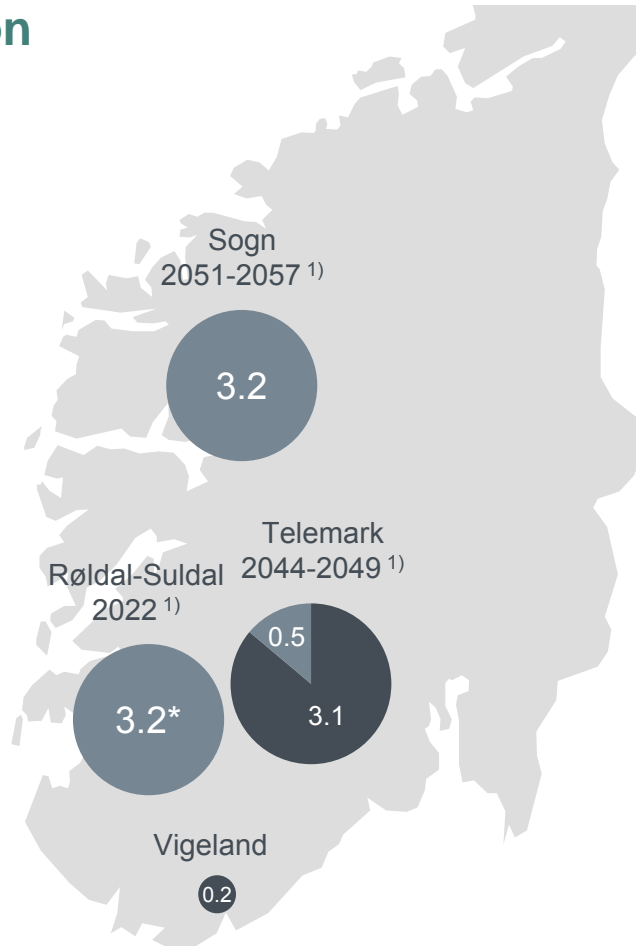 on
Sogn
2051-2057 1)
3.2
Telemark
2044-2049 1)
Røldal-Suldal
2022 1)
0.5
3.1
3.2*
Vigeland
0.2